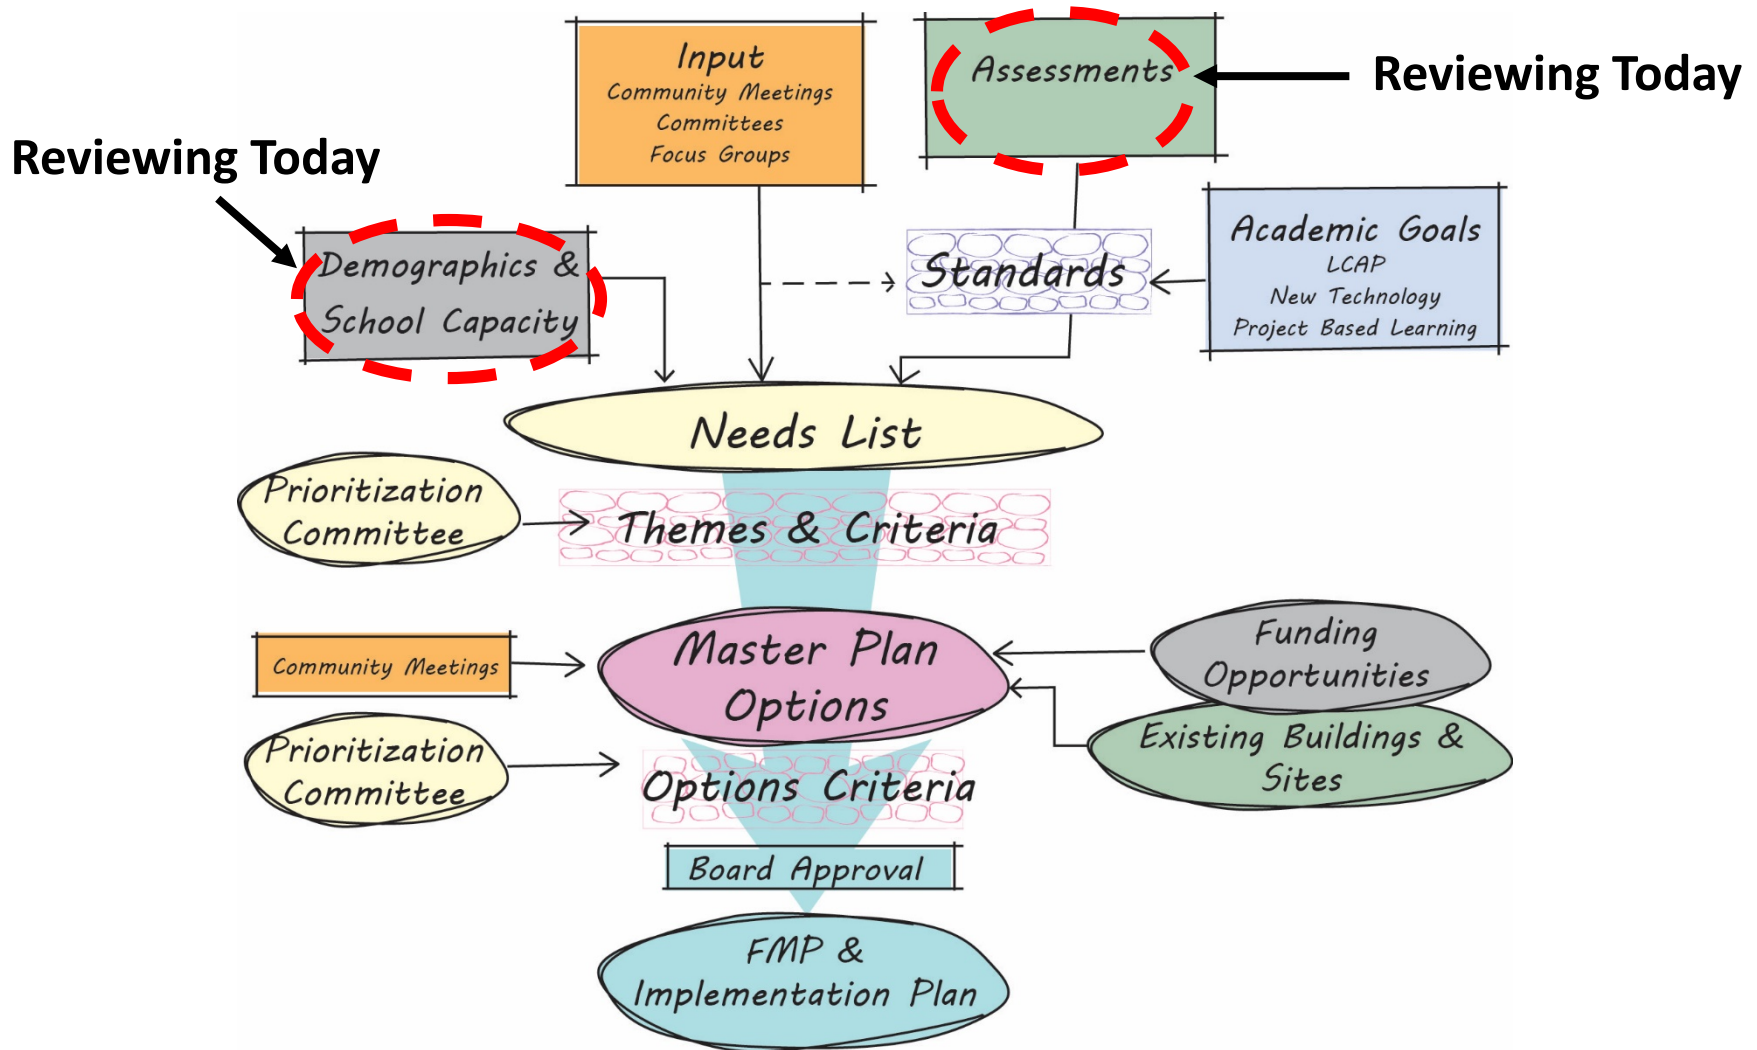 Input
Community Meetings
Committees
Focus Groups
Assessments
Reviewing Today
Reviewing Today
Demographics &
School Capacity
Standards
Academic Goals
LCAP
New Technology
Project Based Learning
Needs List
Prioritization
Committee
Themes & Criteria
Community Meetings
Master Plan
Options
Funding
Opportunities
Existing Buildings &
Sites
Prioritization
Committee
Options Criteria
Board Approval
FMP &
Implementation Plan